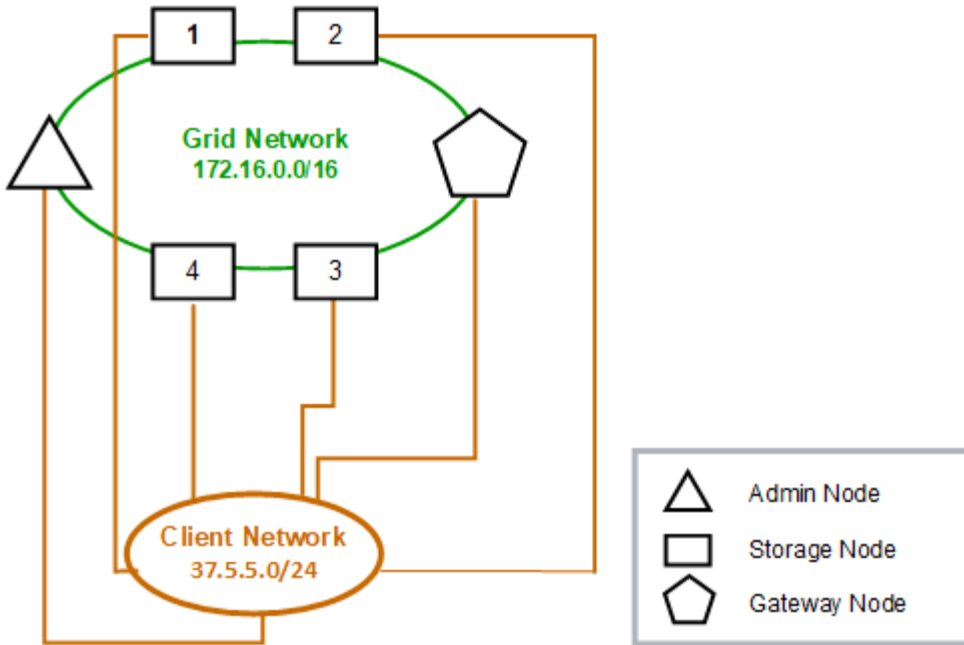 1
2
Grid Network
172.16.0.0/16
4
3
Client Network
37.5.5.0/24
Admin Node
Storage Node
Gateway Node